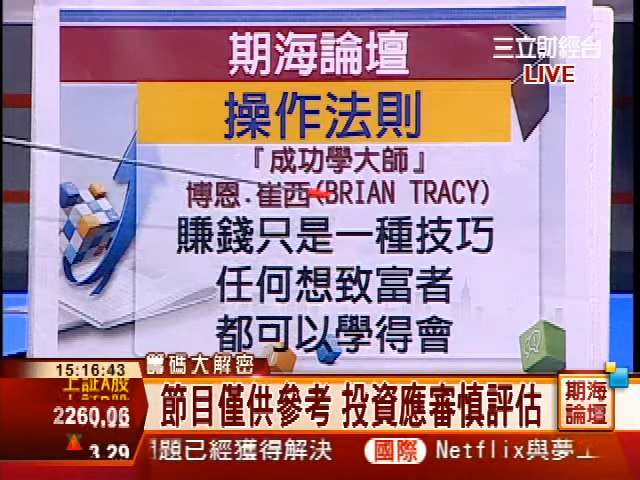 期海論壇
三立財經台
LIVE
操作法則
『成功學大師』
博恩.崔西(BRIAN TRACY)
賺錢只是一種技巧
任何想致富者
都可以學得會
15:16:43
碼大解密
上証A股
2260.06
3.29
節目僅供參考 投資應審慎評估
期海
論壇
題已經獲得解決 國際 Netflix與夢工